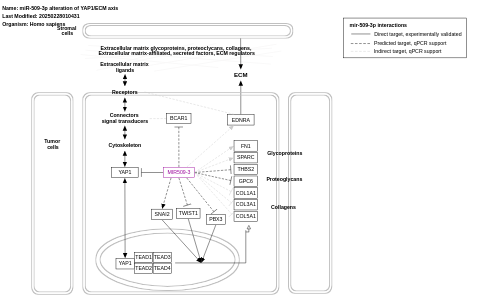 Name: miR-509-3p alteration of YAP1/ECM axis
Last Modified: 20250228010431
Organism: Homo sapiens
Stromal
cells
Extracellular matrix glycoproteins, proteoglycans, collagens,
Extracellular matrix-affiliated, secreted factors, ECM regulators
Extracellular matrix
ligands
ECM
Receptors
Connectors
signal transducers
BCAR1
EDNRA
Tumor
cells
Cytoskeleton
YAP1
MIR509-3
FN1
SPARC
THBS2
GPC6
COL1A1
COL3A1
COL5A1
Glycoproteins
Proteoglycans
Collagens
SNAI2
TWIST1
PBX3
YAP1
TEAD1
TEAD3
TEAD2
TEAD4
mir-509-3p interactions
Direct target, experimentally validated
Predicted target, qPCR support
Indirect target, qPCR support